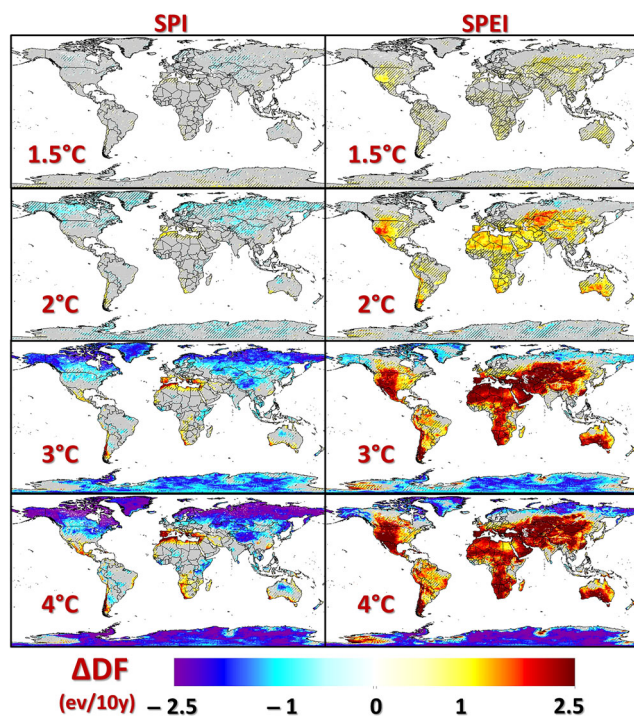 SPI SPEI
1.5°C 1.5°C
2°C 2°C
3°C 3°C
4°C 4°C
ΔDF
(ev/10y) – 2.5 – 1 0 1 2.5